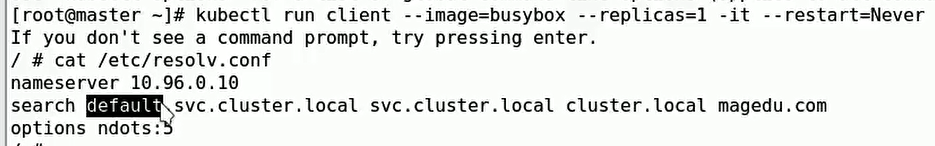 [root@master ~]# kubectl run client --image=busybox --replicas=1 -it --restart=Never
If you don't see a command prompt, try pressing enter.
/ # cat /etc/resolv.conf
nameserver 10.96.0.10
search default.svc.cluster.local svc.cluster.local cluster.local magedu.com
options ndots:5
/ #